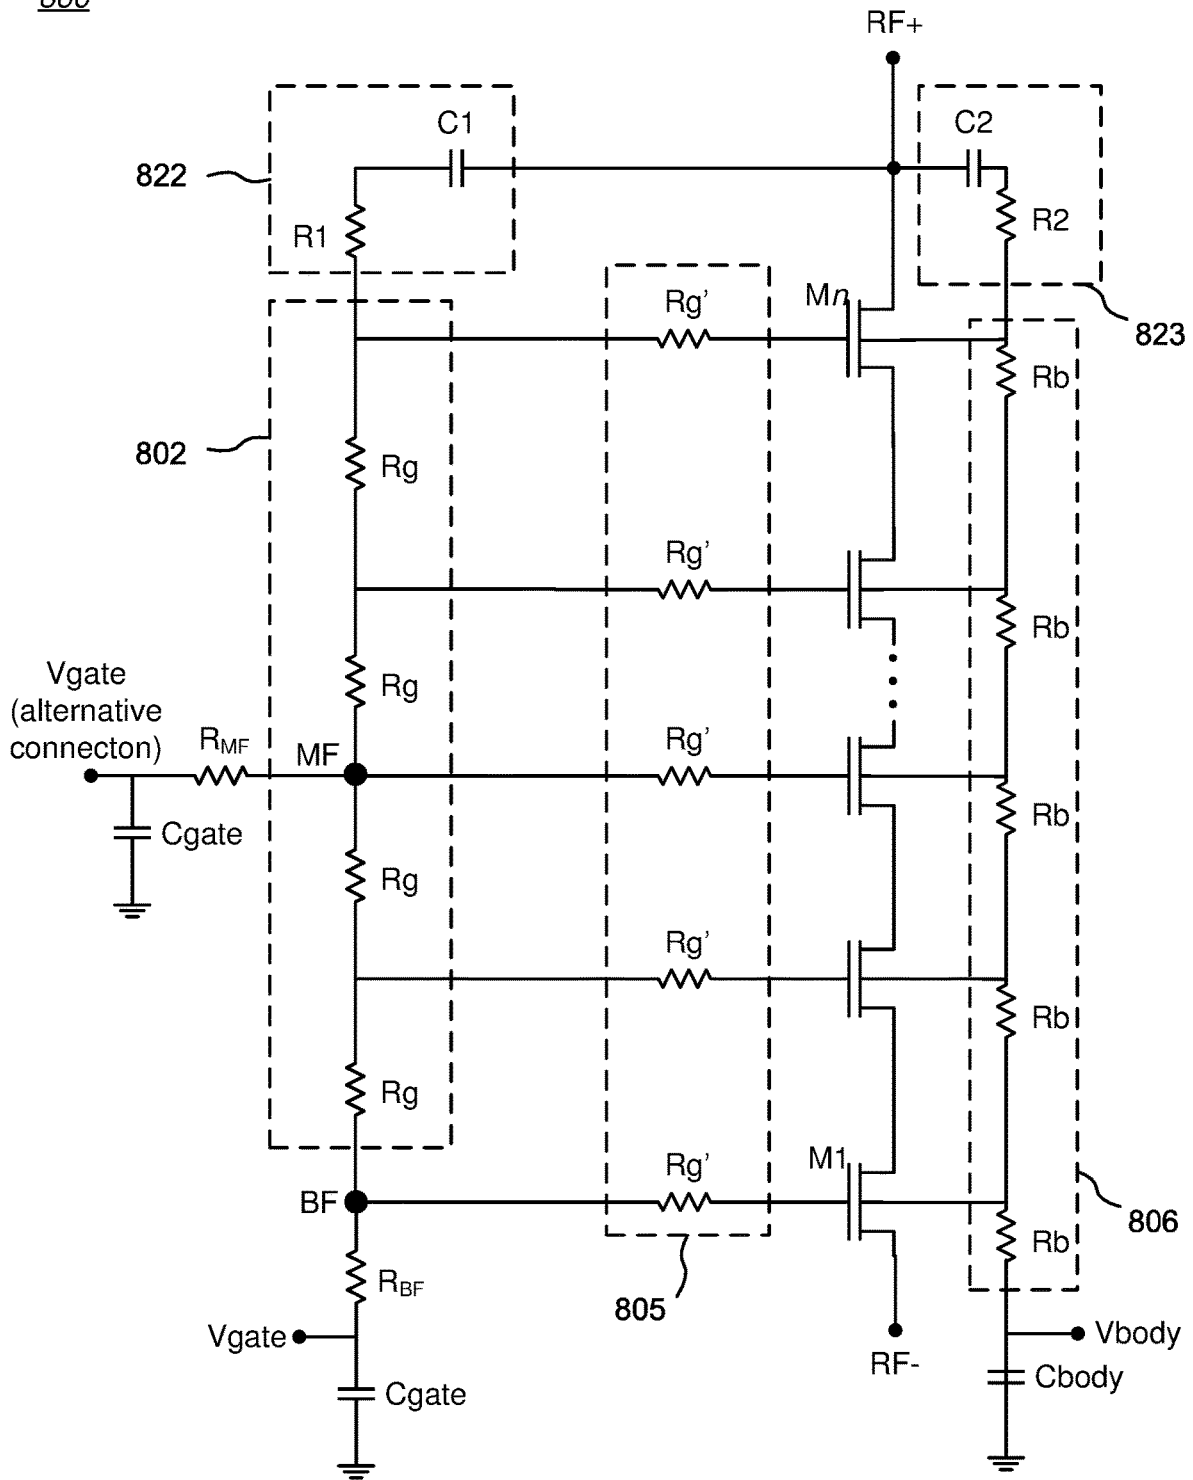 RF+
C1
C2
822
R1
R2
Rg'
Mn
823
Rb
802
Rg
Rg'
Rb
Vgate
(alternative
connecton)
RMF
MF
Rg
Rg'
Rb
Cgate
Rg
Rg'
Rb
Rg
Rg'
M1
BF
806
Rb
RBF
805
Vgate
Vbody
RF-
Cgate
Cbody